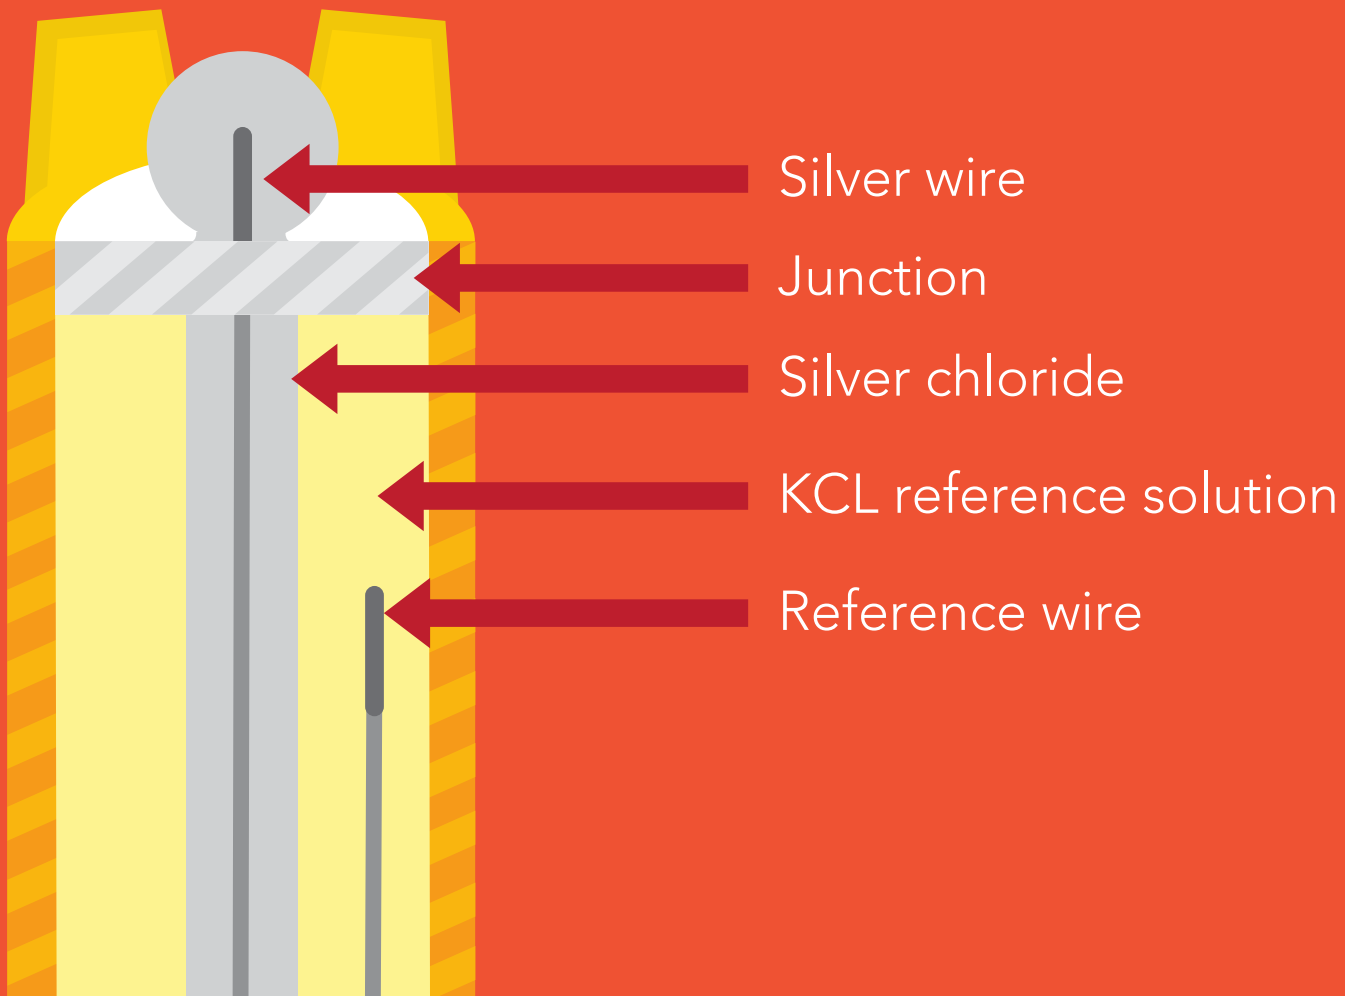 Silver wire
Junction
Silver chloride
KCL reference solution
Reference wire